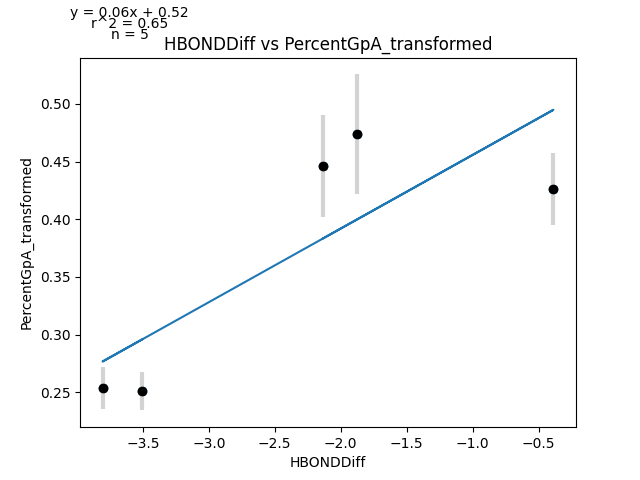 y = 0.06x + 0.52
r^2 = 0.65
n = 5
HBONDDiff vs PercentGpA_transformed
PercentGpA_transformed
0.50
0.45
0.40
0.35
0.30
0.25
−3.5 −3.0 −2.5 −2.0 −1.5 −1.0 −0.5
HBONDDiff